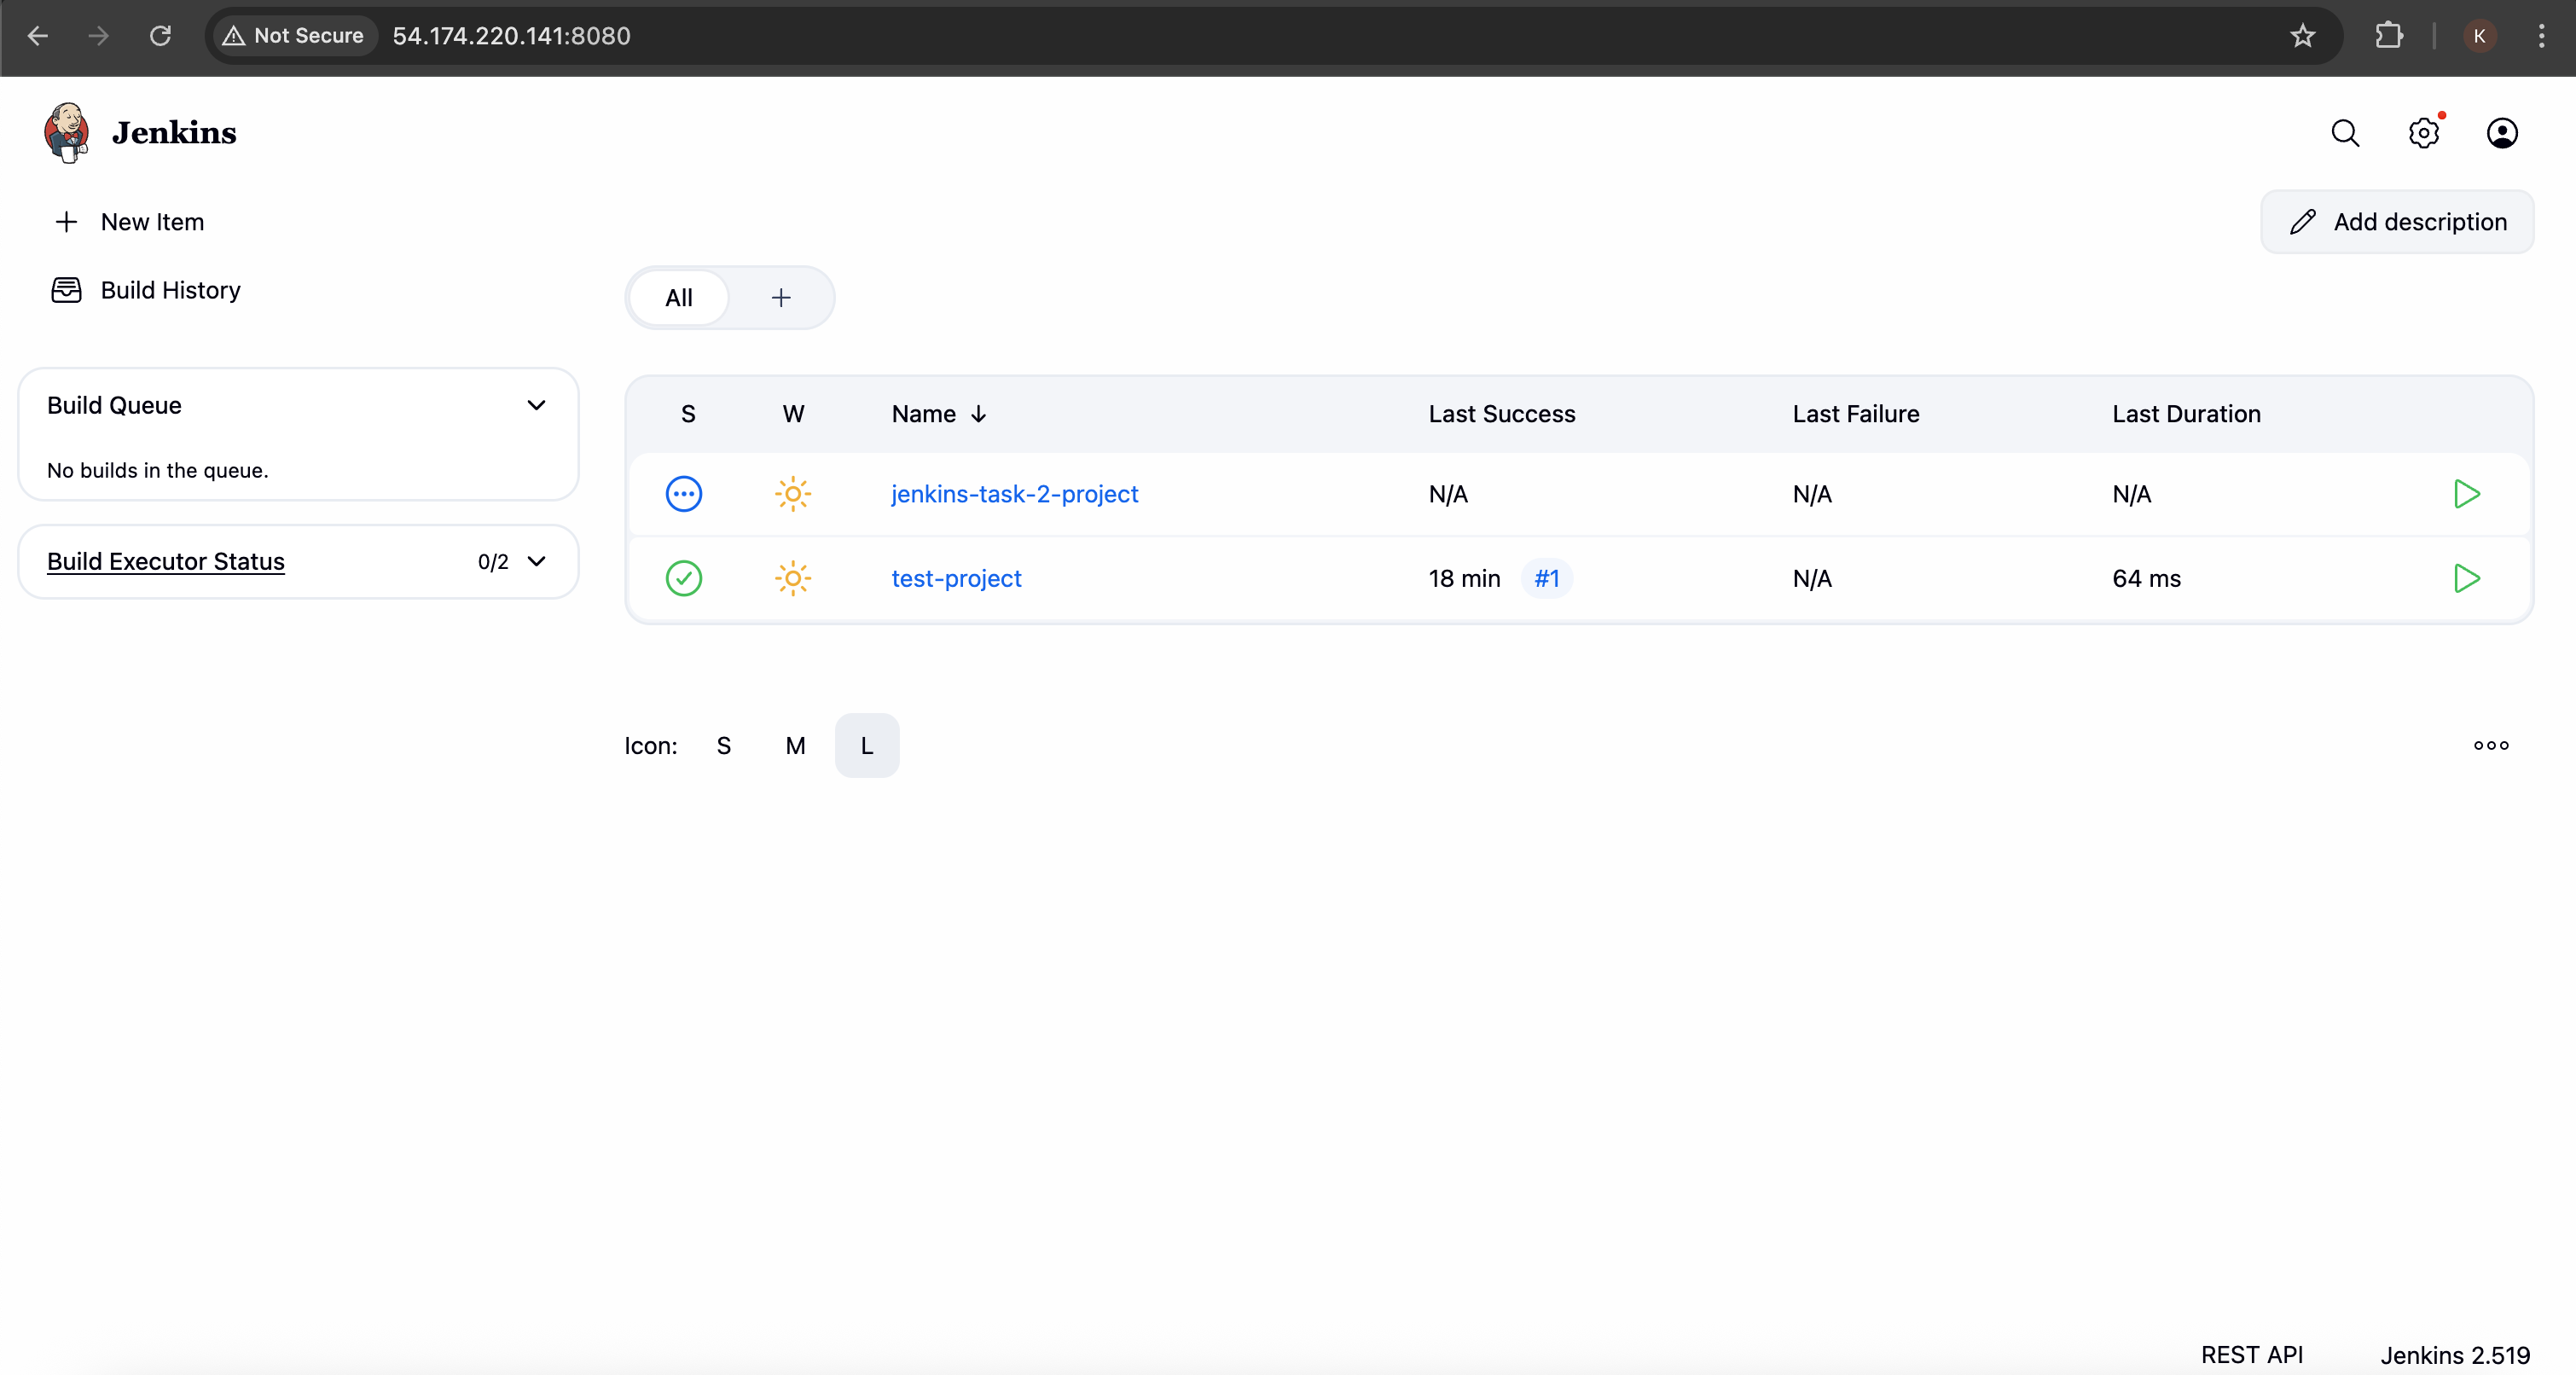 Not Secure 54.174.220.141:8080 K
Jenkins
New Item
Add description
Build History
All +
Build Queue
No builds in the queue.
Build Executor Status 0/2
S W Name ↓ Last Success Last Failure Last Duration
jenkins-task-2-project N/A N/A N/A
test-project 18 min #1 N/A 64 ms
Icon: S M L
REST API Jenkins 2.519